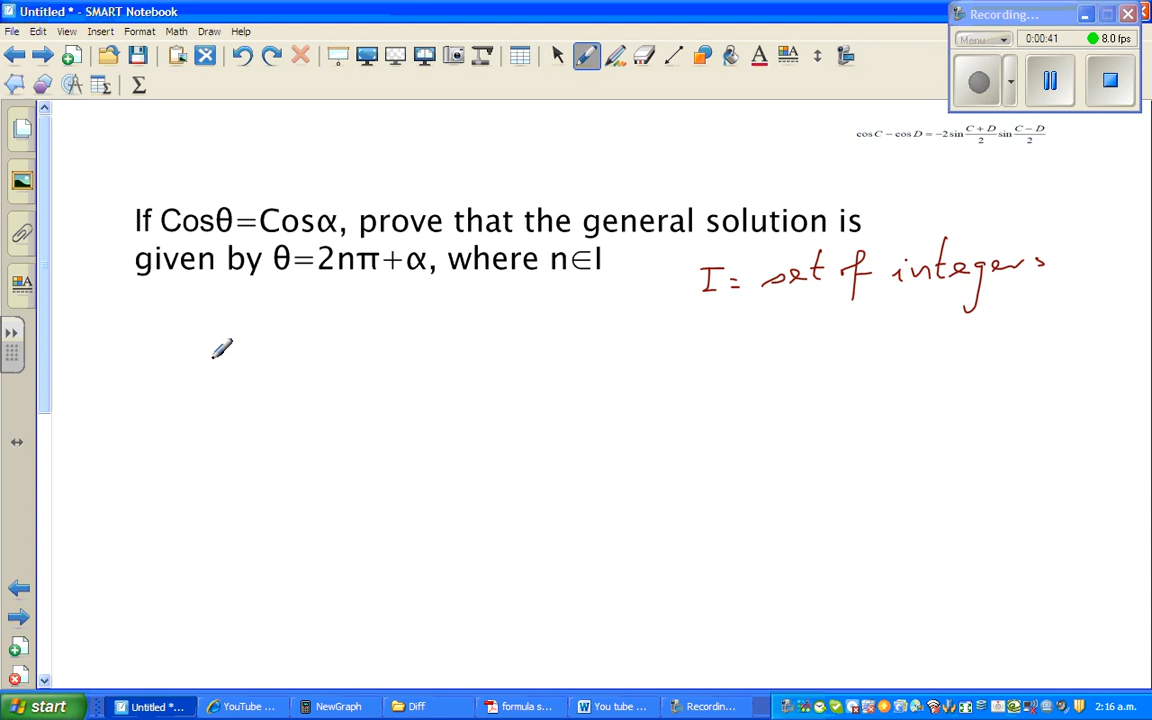 Untitled * - SMART Notebook
Recording...
File Edit View Insert Format Math Draw Help
Menu 0:00:41 8.0 fps
cos C − cos D = −2 sin (C + D)/2 sin (C − D)/2
If Cosθ=Cosα, prove that the general solution is
given by θ=2nπ+α, where n∈I
I = set of integers
start Untitled *... YouTube ... NewGraph Diff formula s... You tube ... Recordin... 2:16 a.m.